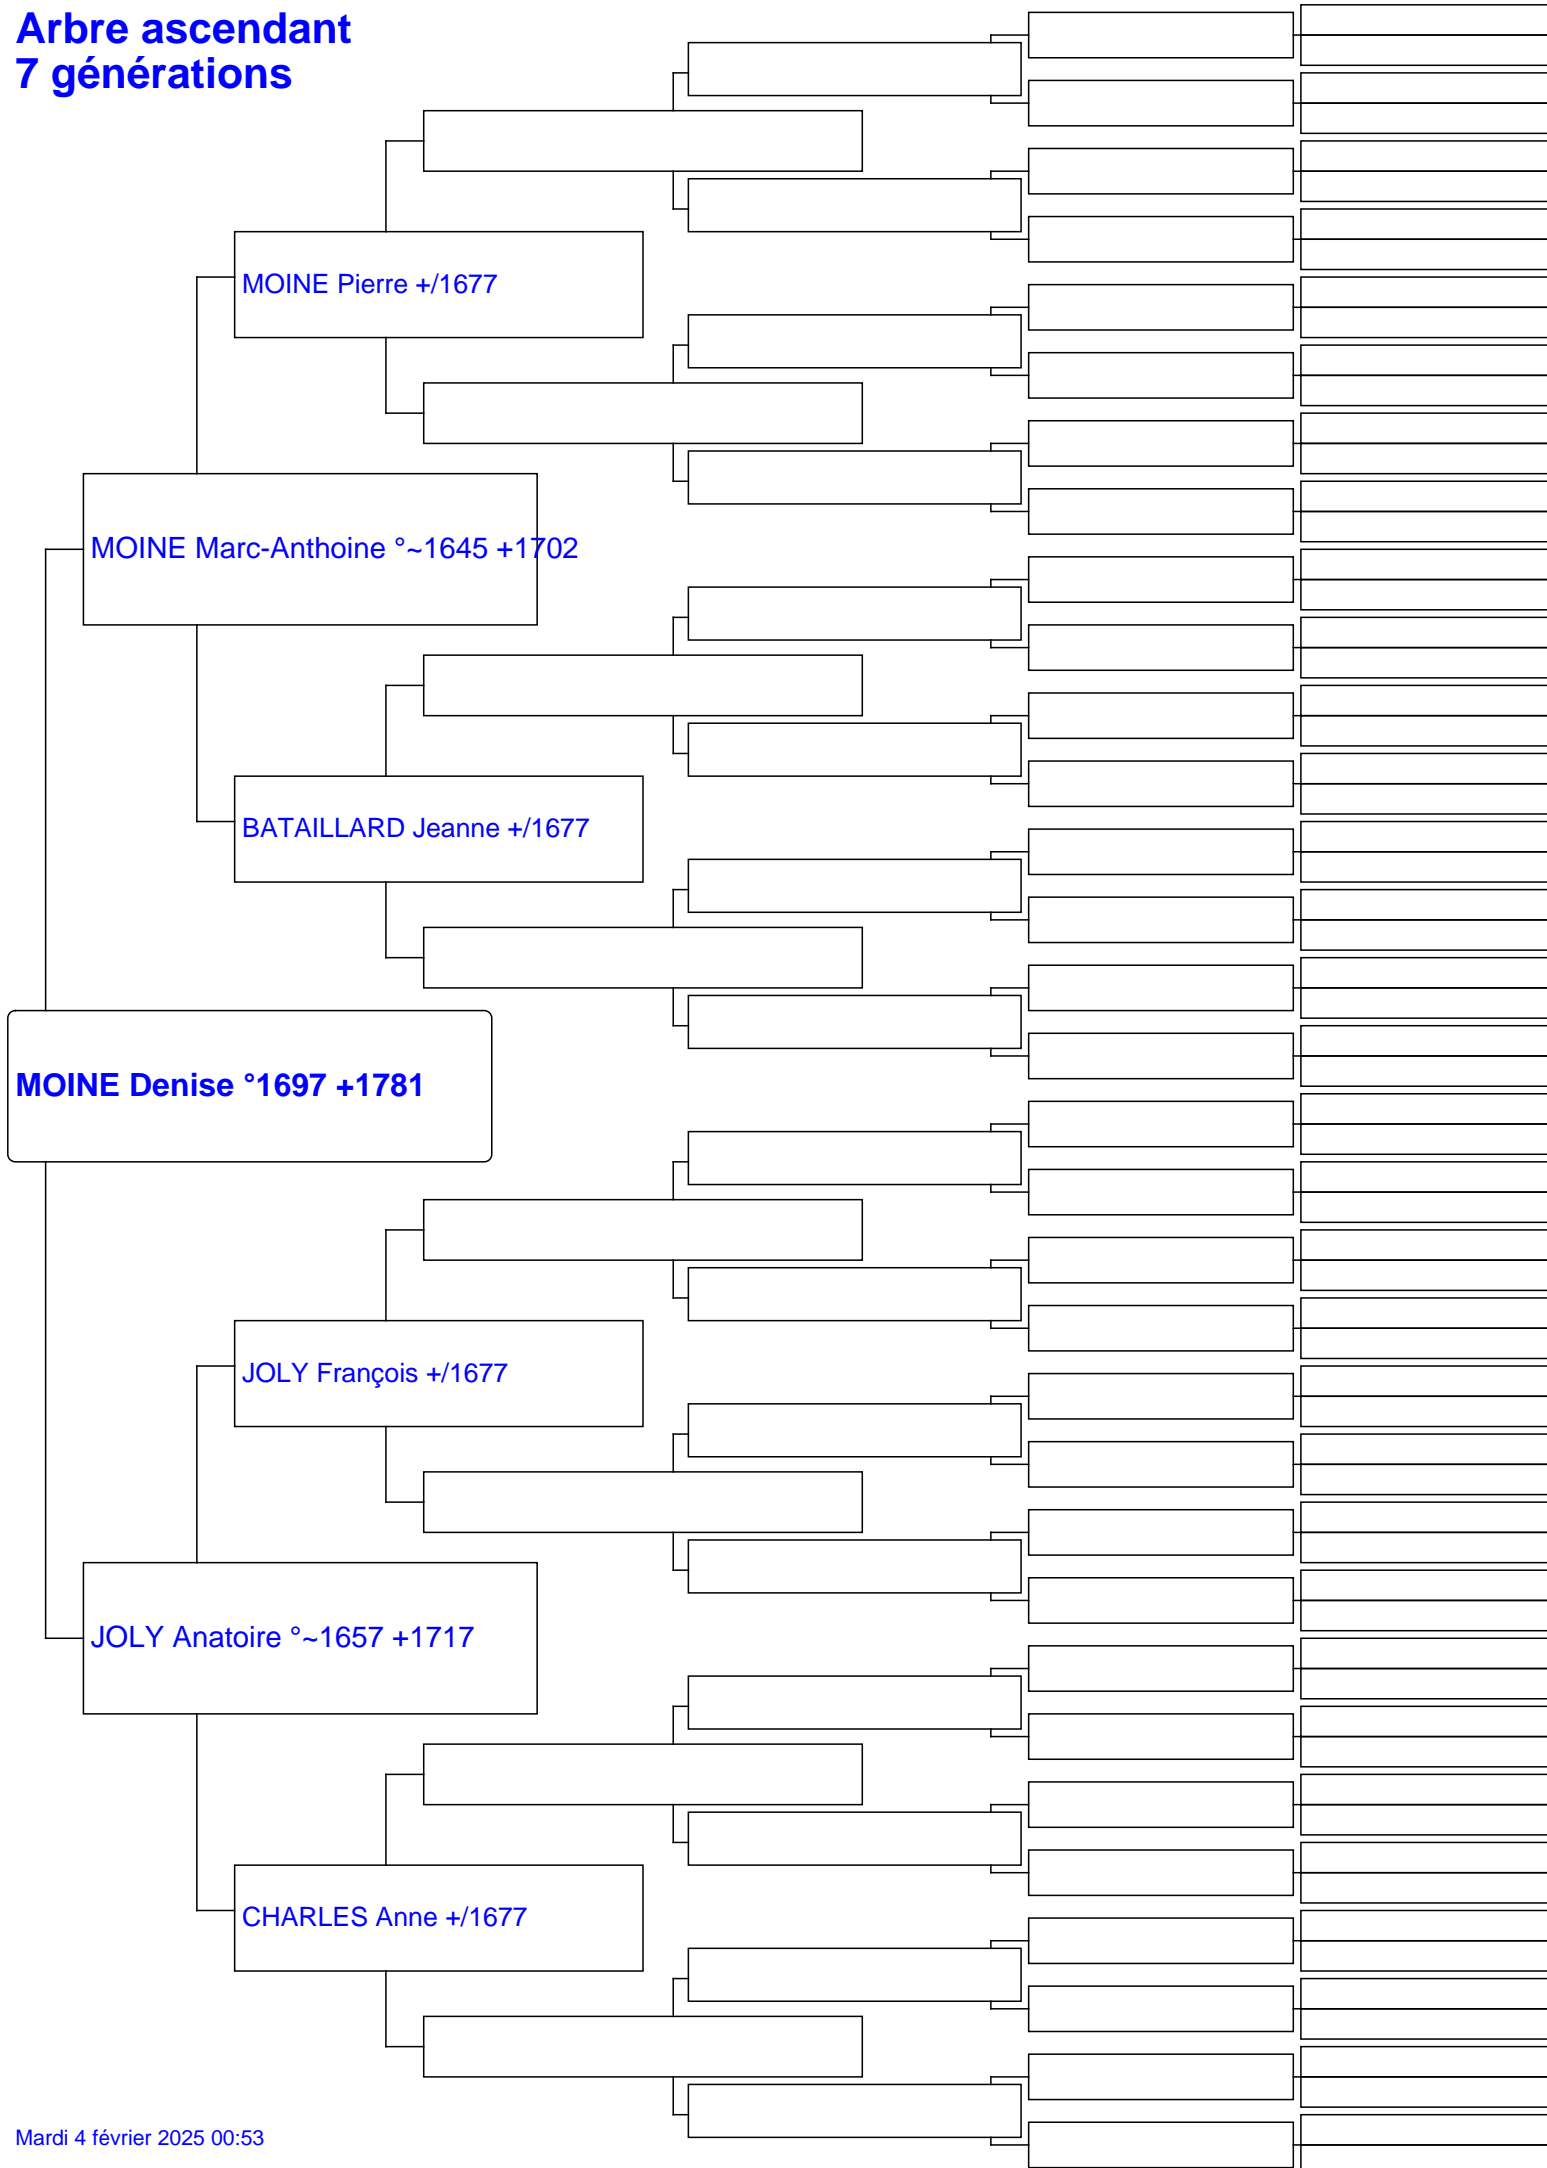 Arbre ascendant
7 générations
MOINE Pierre +/1677
MOINE Marc-Anthoine °~1645 +1702
BATAILLARD Jeanne +/1677
MOINE Denise °1697 +1781
JOLY François +/1677
JOLY Anatoire °~1657 +1717
CHARLES Anne +/1677
Mardi 4 février 2025 00:53